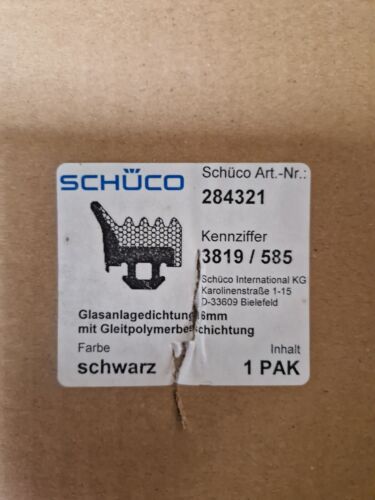 SCHÜCO
Schüco Art.-Nr.:
284321
Kennziffer
3819 / 585
Schüco International KG
Karolinenstraße 1-15
D-33609 Bielefeld
Glasanlagedichtung 6mm
mit Gleitpolymerbeschichtung
Farbe
schwarz
Inhalt
1 PAK